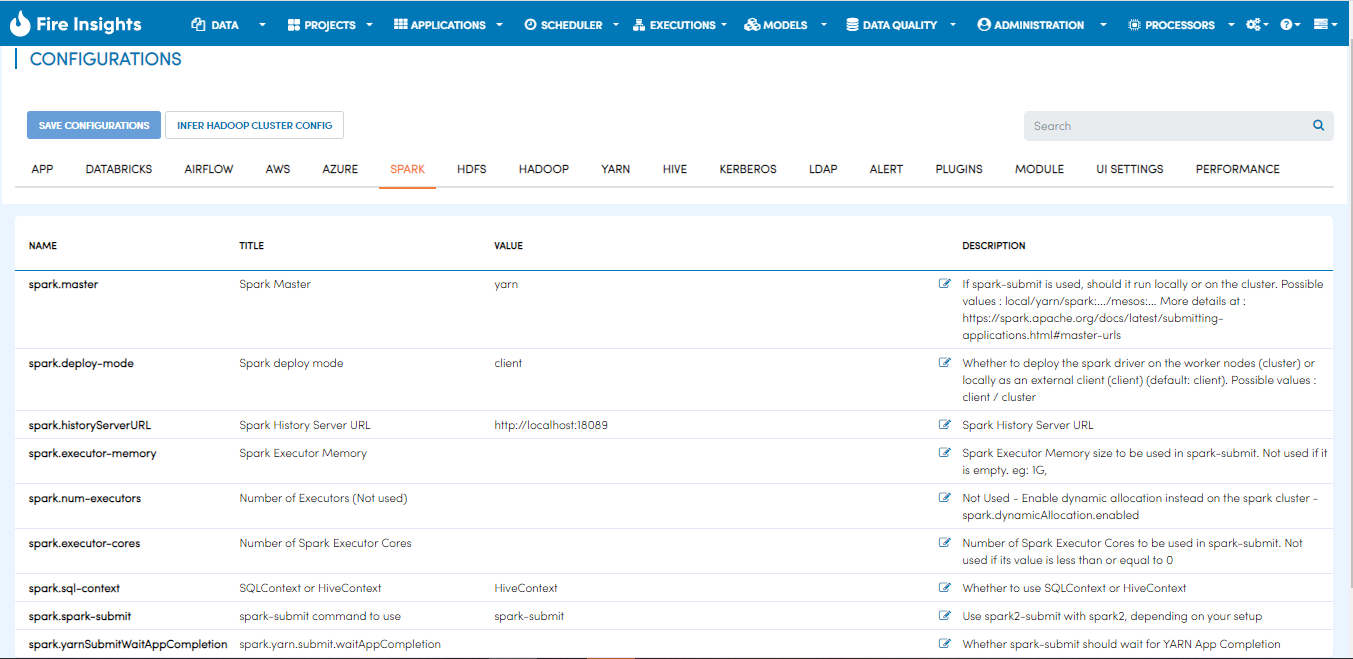 Fire Insights DATA PROJECTS APPLICATIONS SCHEDULER EXECUTIONS MODELS DATA QUALITY ADMINISTRATION PROCESSORS
CONFIGURATIONS
SAVE CONFIGURATIONS INFER HADOOP CLUSTER CONFIG Search
APP DATABRICKS AIRFLOW AWS AZURE SPARK HDFS HADOOP YARN HIVE KERBEROS LDAP ALERT PLUGINS MODULE UI SETTINGS PERFORMANCE
NAME TITLE VALUE DESCRIPTION
spark.master Spark Master yarn If spark-submit is used, should it run locally or on the cluster. Possible
values : local/yarn/spark:.../mesos:... More details at :
https://spark.apache.org/docs/latest/submitting-
applications.html#master-urls
spark.deploy-mode Spark deploy mode client Whether to deploy the spark driver on the worker nodes (cluster) or
locally as an external client (client) (default: client). Possible values :
client / cluster
spark.historyServerURL Spark History Server URL http://localhost:18089 Spark History Server URL
spark.executor-memory Spark Executor Memory Spark Executor Memory size to be used in spark-submit. Not used if it
is empty. eg: 1G,
spark.num-executors Number of Executors (Not used) Not Used - Enable dynamic allocation instead on the spark cluster -
spark.dynamicAllocation.enabled
spark.executor-cores Number of Spark Executor Cores Number of Spark Executor Cores to be used in spark-submit. Not
used if its value is less than or equal to 0
spark.sql-context SQLContext or HiveContext HiveContext Whether to use SQLContext or HiveContext
spark.spark-submit spark-submit command to use spark-submit Use spark2-submit with spark2, depending on your setup
spark.yarnSubmitWaitAppCompletion spark.yarn.submit.waitAppCompletion Whether spark-submit should wait for YARN App Completion